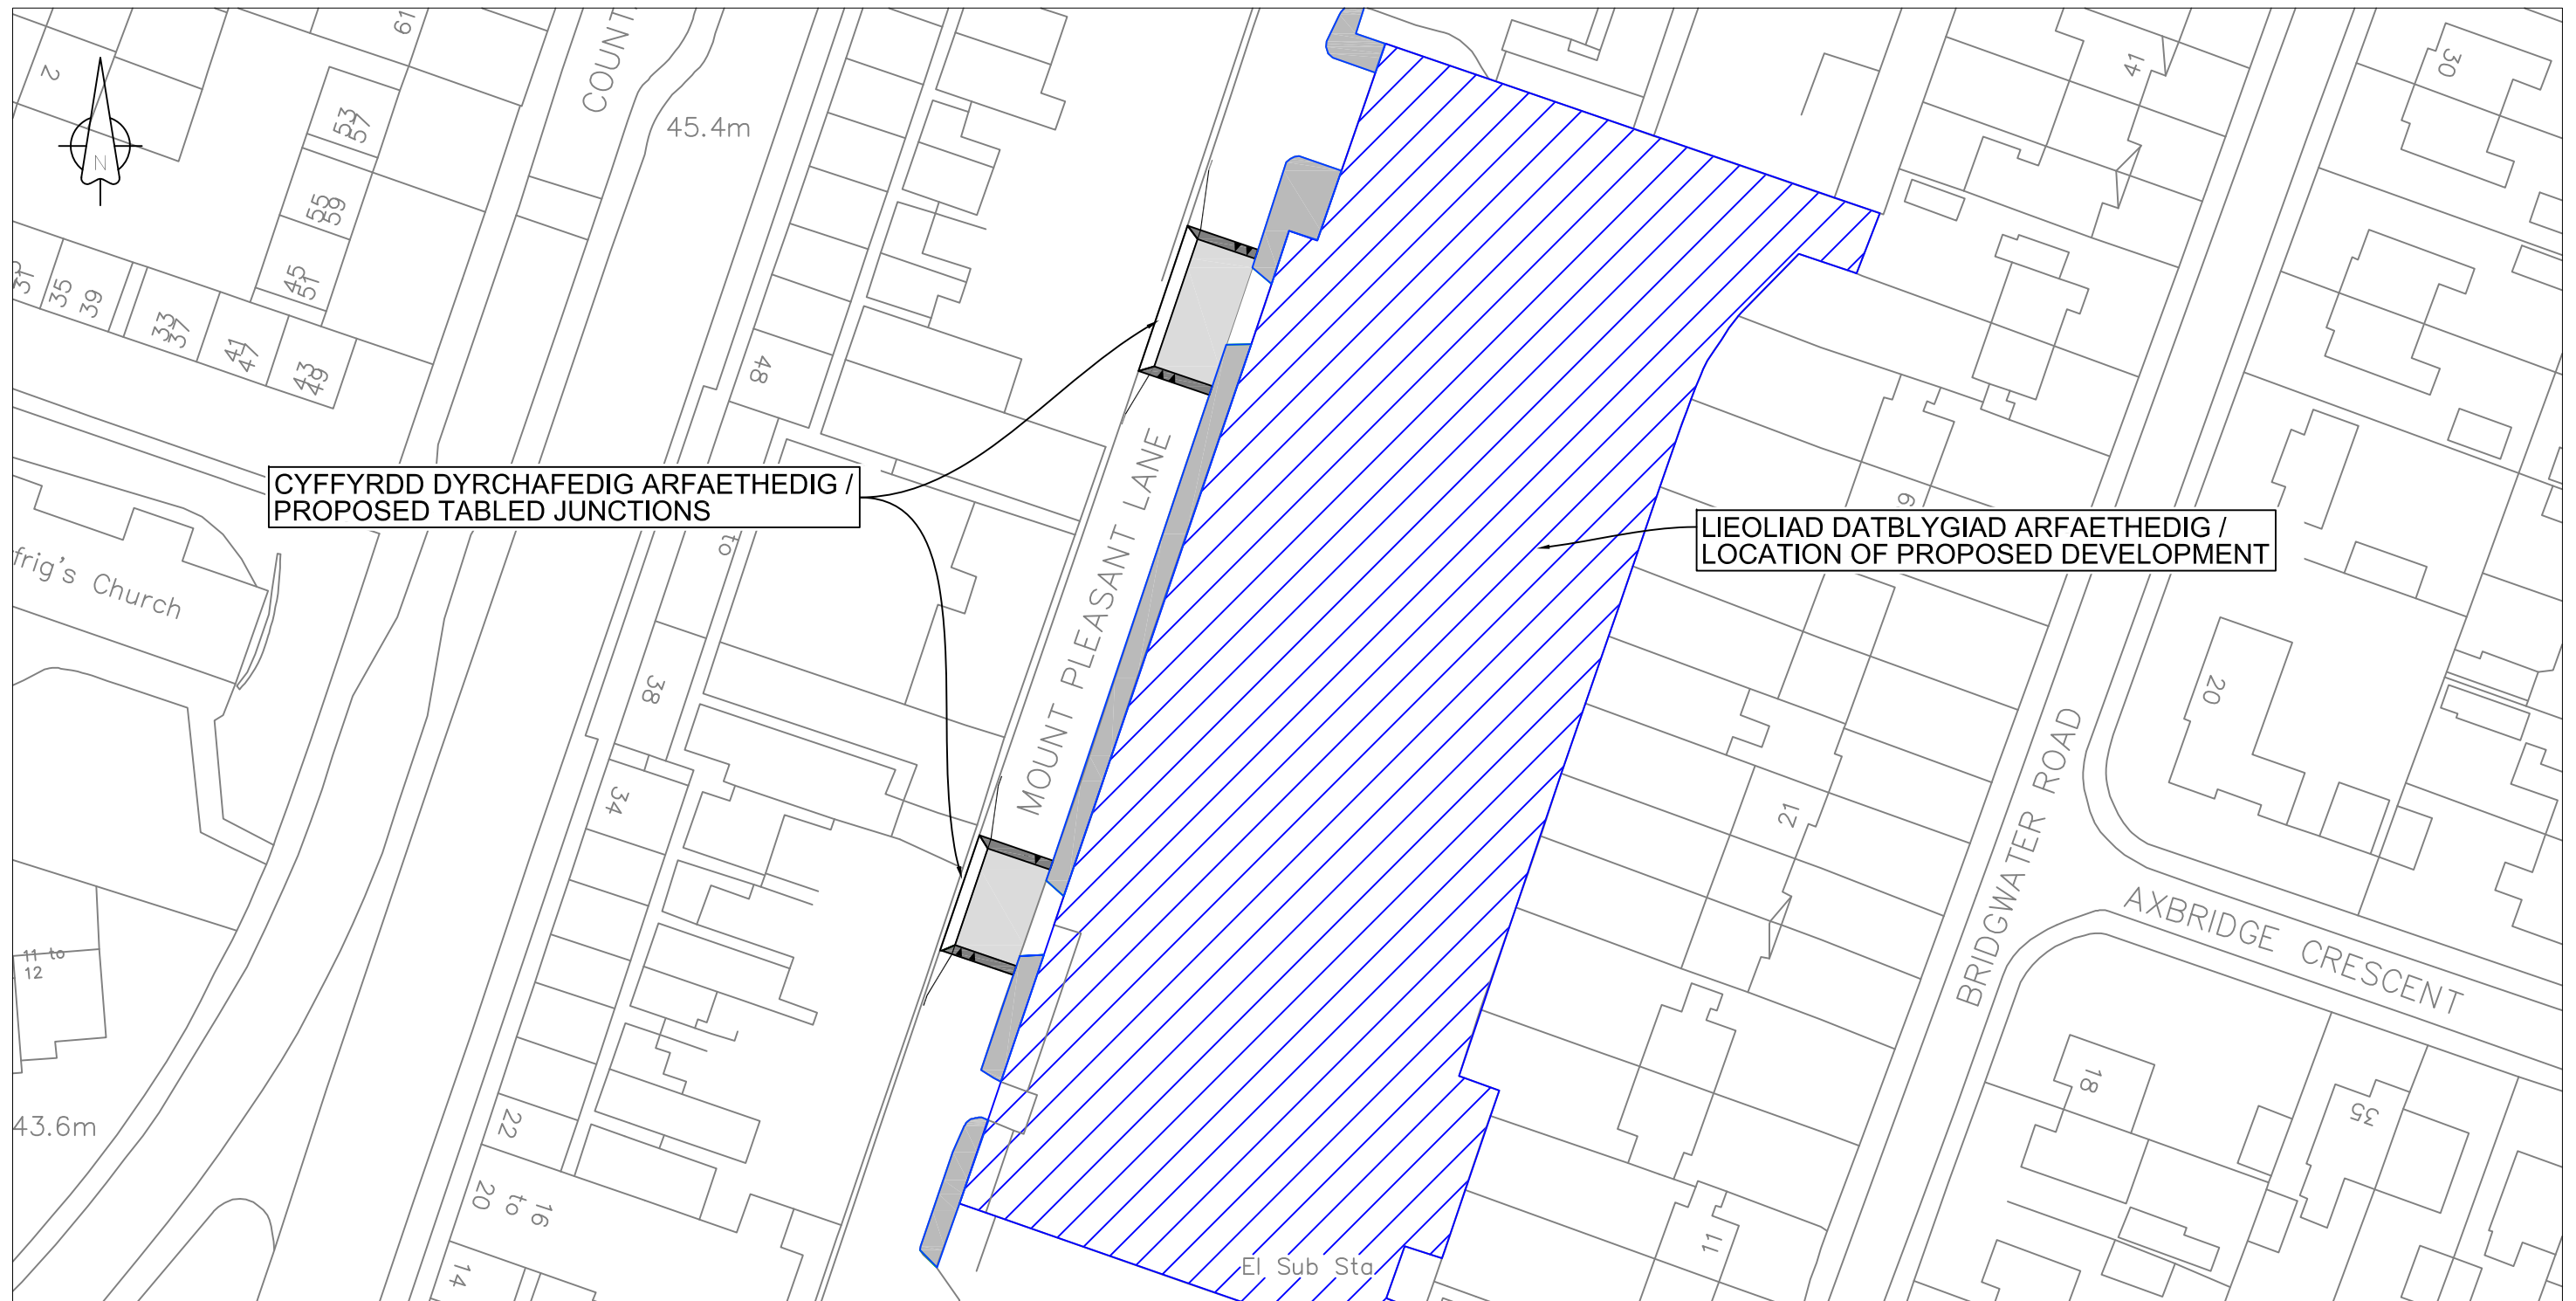 2
61
COUNT
45.4m
41
30
N
53
57
55
59
45
51
31
35
39
33
37
41
47
43
49
48
CYFFYRDD DYRCHAFEDIG ARFAETHEDIG /
PROPOSED TABLED JUNCTIONS
to
MOUNT PLEASANT LANE
9
LIEOLIAD DATBLYGIAD ARFAETHEDIG /
LOCATION OF PROPOSED DEVELOPMENT
frig's Church
38
34
20
21
BRIDGWATER ROAD
AXBRIDGE CRESCENT
11 to
12
43.6m
22
16
to
20
14
18
35
11
El Sub Sta